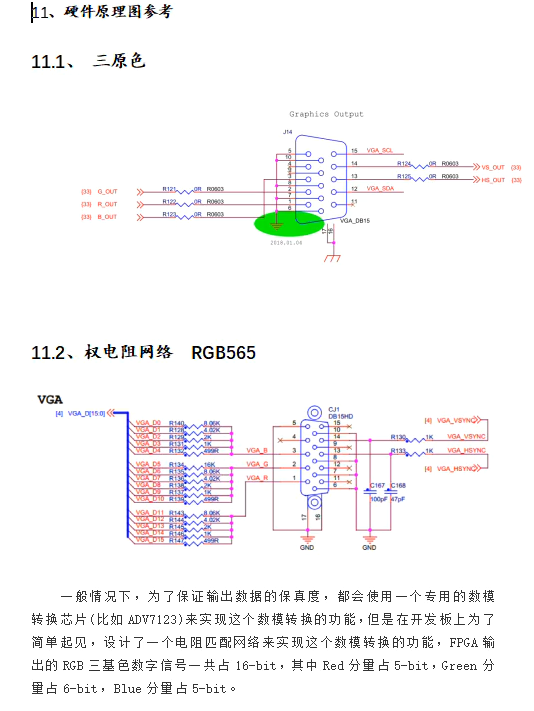 11、硬件原理图参考
11.1、 三原色
Graphics Output
J14
5
10
4
9
3
8
2
7
1
6
15 VGA_SCL
14 R124 0R R0603 VS_OUT (33)
13 R125 0R R0603 HS_OUT (33)
12 VGA_SDA
11
(33) G_OUT R121 0R R0603
(33) R_OUT R122 0R R0603
(33) B_OUT R123 0R R0603
VGA_DB15
17
16
2018.01.04
11.2、权电阻网络 RGB565
VGA
[4] VGA_D[15:0]
VGA_D0 R140 8.06K
VGA_D1 R128 4.02K
VGA_D2 R129 2K
VGA_D3 R131 1K
VGA_D4 R132 499R
VGA_D5 R134 16K
VGA_D6 R135 8.06K
VGA_D7 R136 4.02K
VGA_D8 R137 2K
VGA_D9 R138 1K
VGA_D10 R139 499R
VGA_D11 R143 8.06K
VGA_D12 R144 4.02K
VGA_D13 R145 2K
VGA_D14 R146 1K
VGA_D15 R147 499R
VGA_B
VGA_G
VGA_R
CJ1
DB15HD
5
4
3
2
1
15
10
14
9
13
8
12
7
11
6
17
16
GND
[4] VGA_VSYNC
R130 1K VGA_VSYNC
R133 1K VGA_HSYNC
[4] VGA_HSYNC
C167 C168
100pF 47pF
GND
一般情况下，为了保证输出数据的保真度，都会使用一个专用的数模
转换芯片(比如 ADV7123)来实现这个数模转换的功能,但是在开发板上为了
简单起见，设计了一个电阻匹配网络来实现这个数模转换的功能，FPGA 输
出的 RGB 三基色数字信号一共占 16-bit，其中 Red 分量占 5-bit，Green 分
量占 6-bit，Blue 分量占 5-bit。